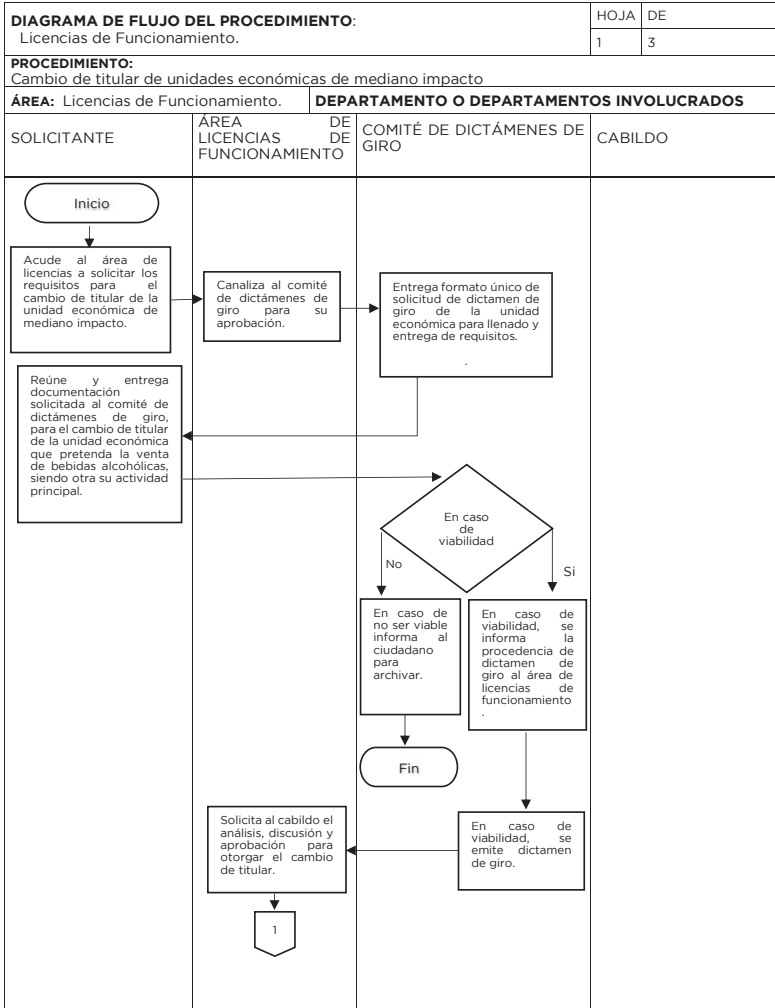 DIAGRAMA DE FLUJO DEL PROCEDIMIENTO:
Licencias de Funcionamiento.
HOJA DE
1 3
PROCEDIMIENTO:
Cambio de titular de unidades económicas de mediano impacto
ÁREA: Licencias de Funcionamiento.
DEPARTAMENTO O DEPARTAMENTOS INVOLUCRADOS
SOLICITANTE
ÁREA DE
LICENCIAS DE
FUNCIONAMIENTO
COMITÉ DE DICTÁMENES DE
GIRO
CABILDO
Inicio
Acude al área de
licencias a solicitar los
requisitos para el
cambio de titular de la
unidad económica de
mediano impacto.
Canaliza al comité
de dictámenes de
giro para su
aprobación.
Entrega formato único de
solicitud de dictamen de
giro de la unidad
económica para llenado y
entrega de requisitos.
.
Reúne y entrega
documentación
solicitada al comité de
dictámenes de giro,
para el cambio de titular
de la unidad económica
que pretenda la venta
de bebidas alcohólicas,
siendo otra su actividad
principal.
En caso
de
viabilidad
No
Si
En caso de
no ser viable
informa al
ciudadano
para
archivar.
En caso de
viabilidad, se
informa la
procedencia de
dictamen de
giro al área de
licencias de
funcionamiento
.
Fin
Solicita al cabildo el
análisis, discusión y
aprobación para
otorgar el cambio
de titular.
En caso de
viabilidad, se
emite dictamen
de giro.
1